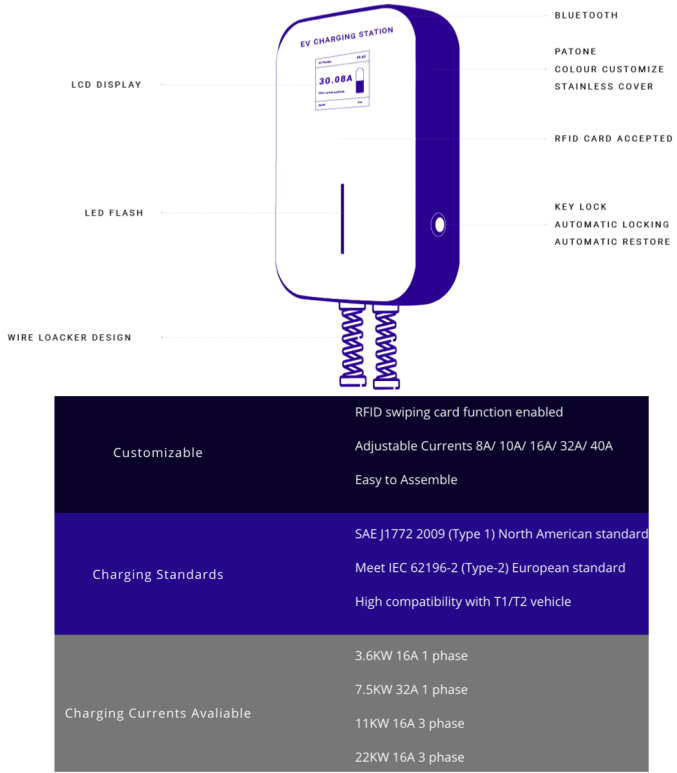 BLUETOOTH
EV CHARGING STATION
PATONE
COLOUR CUSTOMIZE
STAINLESS COVER
LCD DISPLAY
30.08A
RFID CARD ACCEPTED
LED FLASH
KEY LOCK
AUTOMATIC LOCKING
AUTOMATIC RESTORE
WIRE LOACKER DESIGN
Customizable
RFID swiping card function enabled
Adjustable Currents 8A/ 10A/ 16A/ 32A/ 40A
Easy to Assemble
Charging Standards
SAE J1772 2009 (Type 1) North American standard
Meet IEC 62196-2 (Type-2) European standard
High compatibility with T1/T2 vehicle
Charging Currents Avaliable
3.6KW 16A 1 phase
7.5KW 32A 1 phase
11KW 16A 3 phase
22KW 16A 3 phase